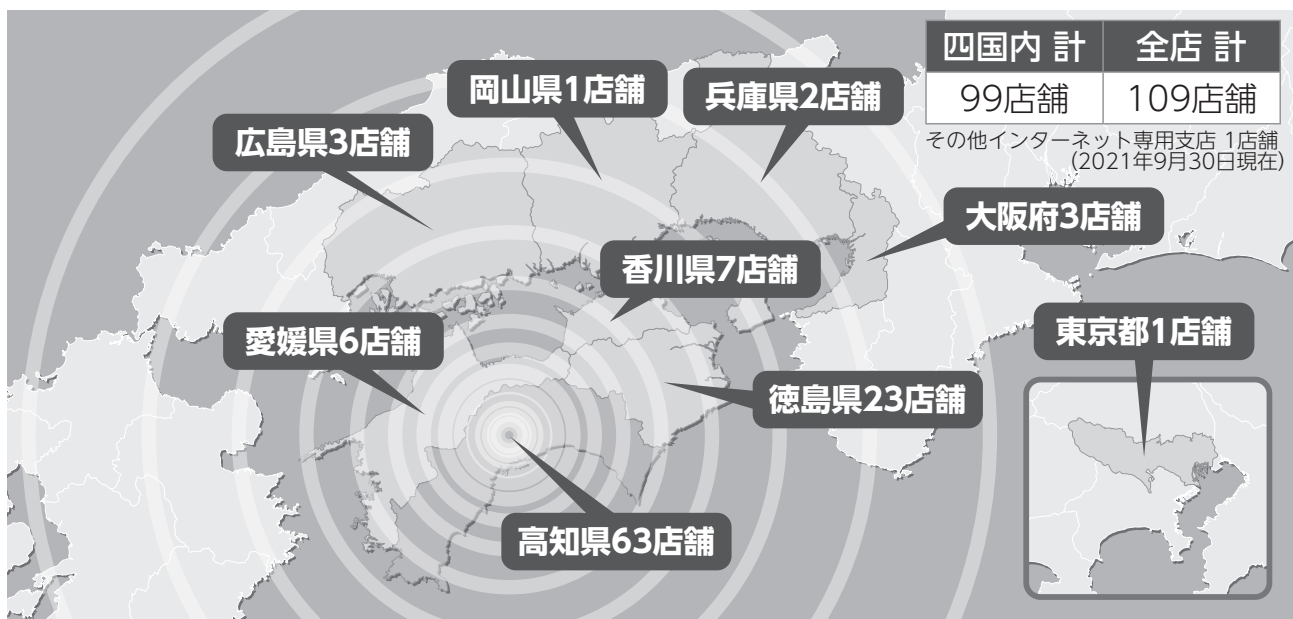 四国内 計 全店 計
99店舗 109店舗
その他インターネット専用支店 1店舗
(2021年9月30日現在)
岡山県1店舗
兵庫県2店舗
広島県3店舗
大阪府3店舗
香川県7店舗
愛媛県6店舗
東京都1店舗
徳島県23店舗
高知県63店舗